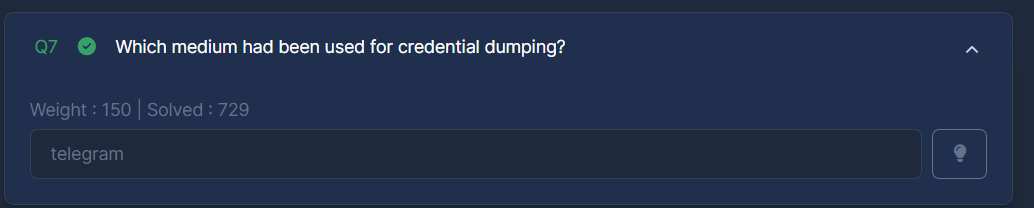 Q7 Which medium had been used for credential dumping?
Weight : 150 | Solved : 729
telegram